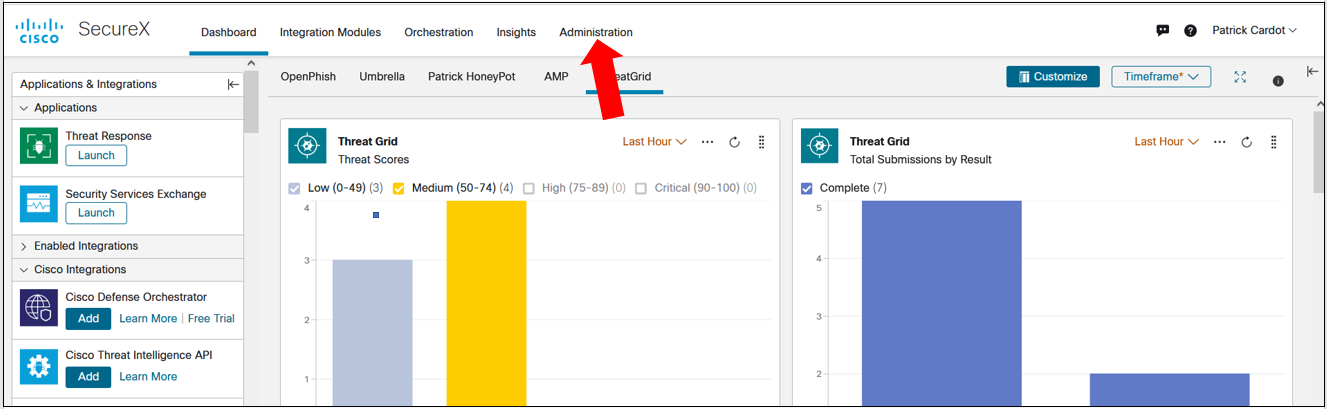 CISCO
SecureX
Dashboard Integration Modules Orchestration Insights Administration
Patrick Cardot
Applications & Integrations
Applications
Threat Response
Launch
Security Services Exchange
Launch
Enabled Integrations
Cisco Integrations
Cisco Defense Orchestrator
Add Learn More | Free Trial
Cisco Threat Intelligence API
Add Learn More
OpenPhish Umbrella Patrick HoneyPot AMP
Customize Timeframe*
Threat Grid Last Hour
Threat Scores
Low (0-49) (3) Medium (50-74) (4) High (75-89) (0) Critical (90-100) (0)
4
3
2
1
Threat Grid Last Hour
Total Submissions by Result
Complete (7)
5
4
3
2